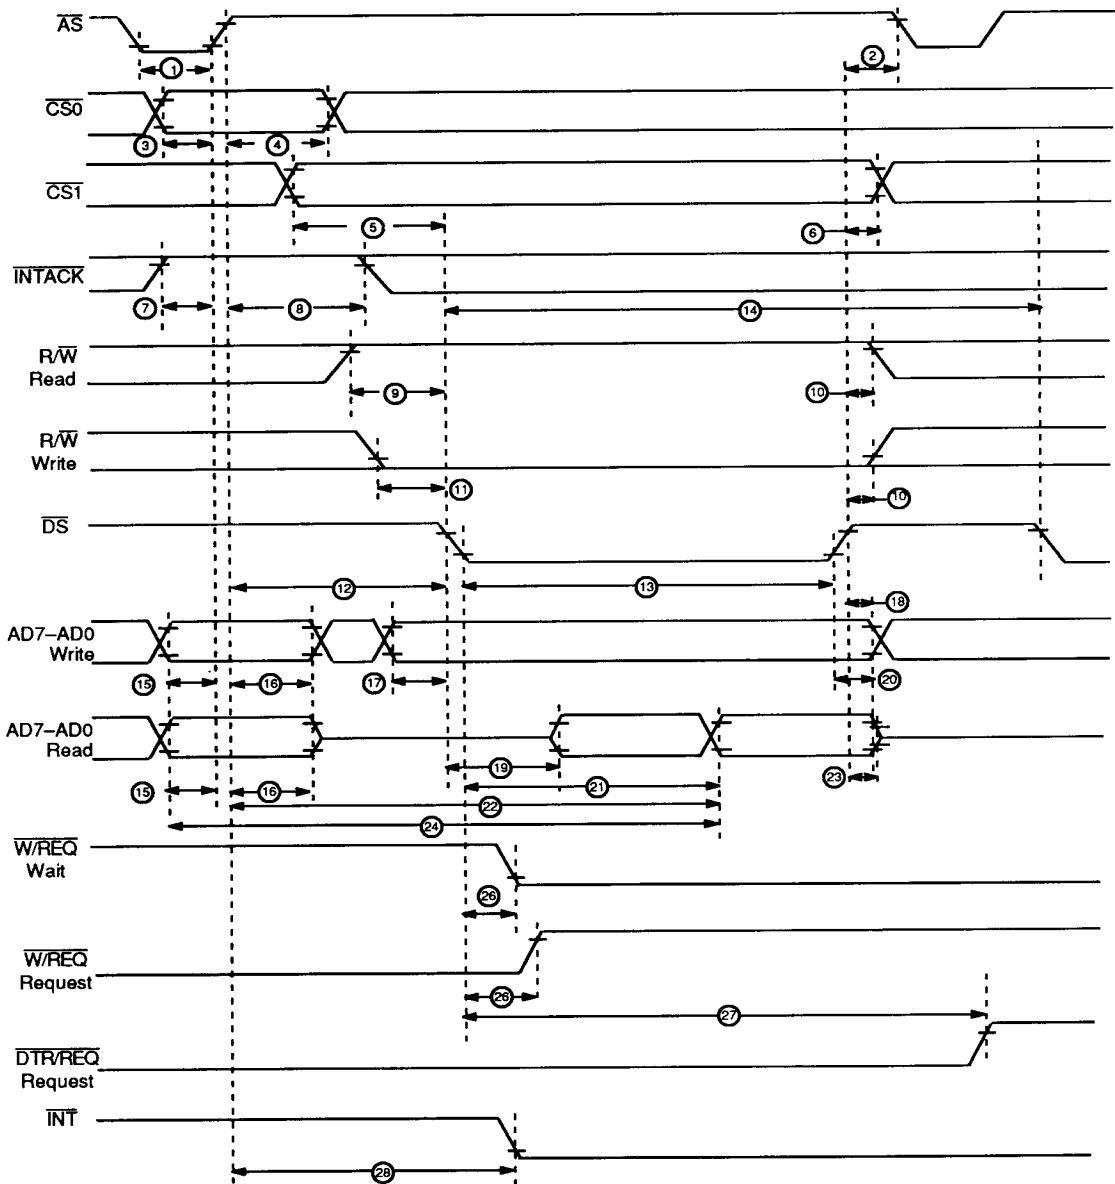 AS
1
2
CS0
3
4
CS1
5
6
INTACK
7
8
14
R/W
Read
9
10
R/W
Write
11
10
DS
12
13
18
AD7–AD0
Write
15
16
17
20
AD7–AD0
Read
19
23
15
16
21
22
24
W/REQ
Wait
26
W/REQ
Request
26
27
DTR/REQ
Request
INT
28